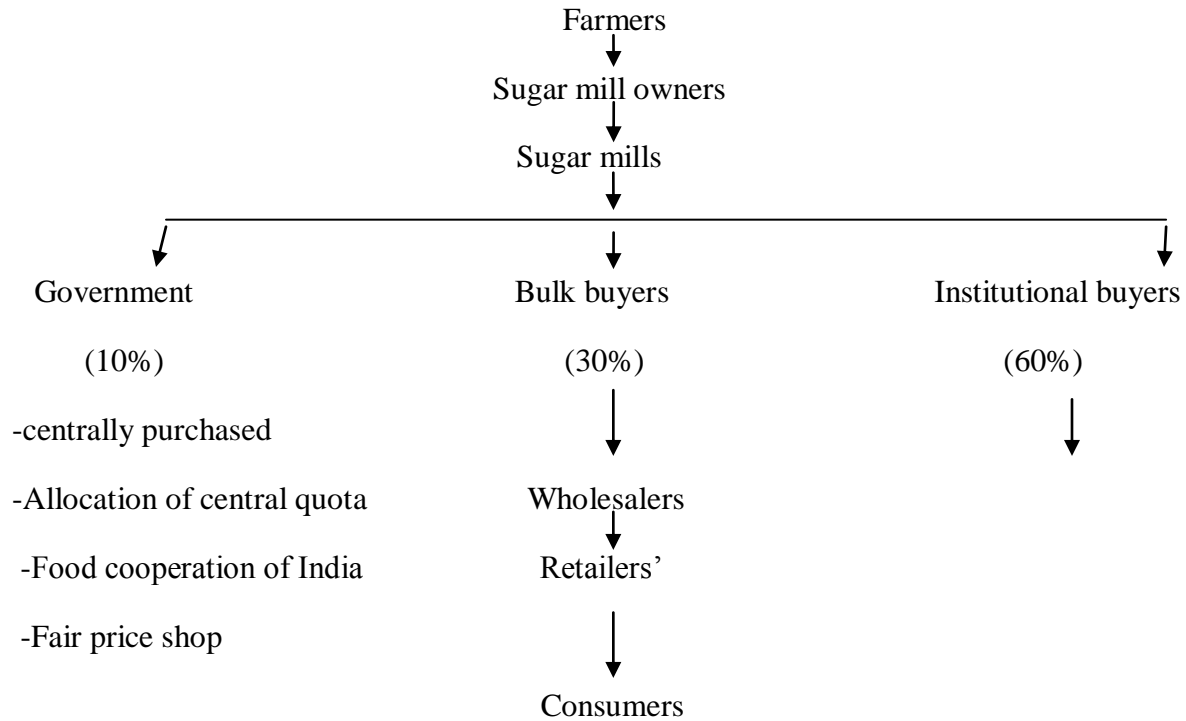 Farmers
Sugar mill owners
Sugar mills
Government Bulk buyers Institutional buyers
(10%) (30%) (60%)
-centrally purchased
-Allocation of central quota Wholesalers
-Food cooperation of India Retailers’
-Fair price shop
Consumers